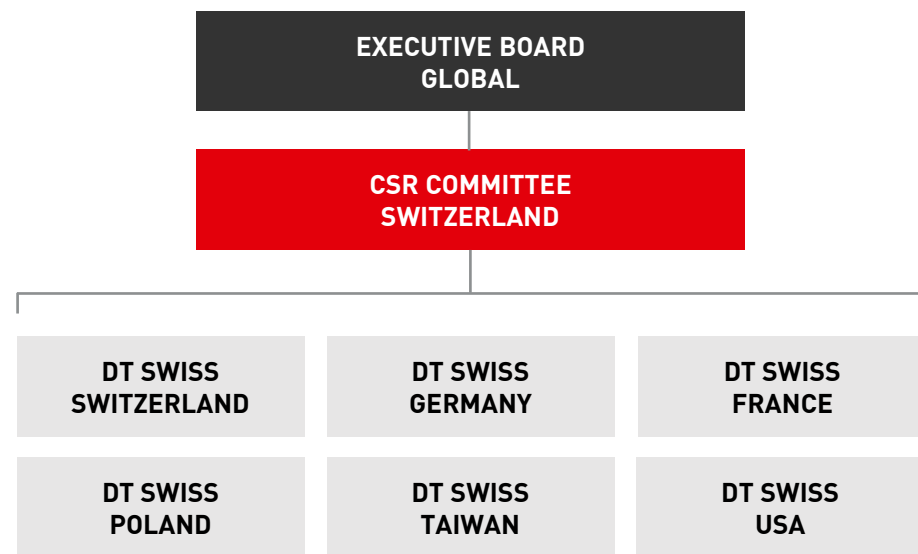 EXECUTIVE BOARD
GLOBAL
CSR COMMITTEE
SWITZERLAND
DT SWISS
SWITZERLAND
DT SWISS
GERMANY
DT SWISS
FRANCE
DT SWISS
POLAND
DT SWISS
TAIWAN
DT SWISS
USA